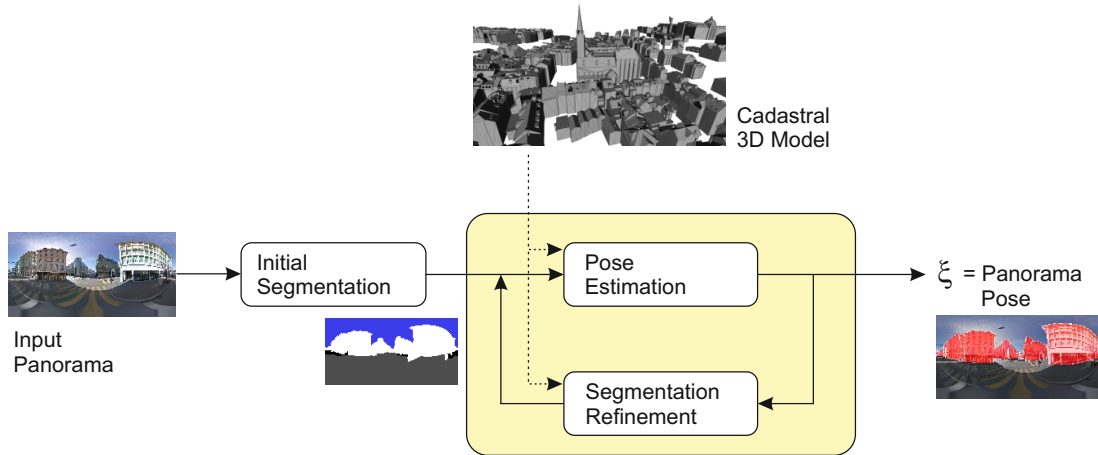 Cadastral
3D Model
Initial
Segmentation
Pose
Estimation
ξ = Panorama
Pose
Input
Panorama
Segmentation
Refinement